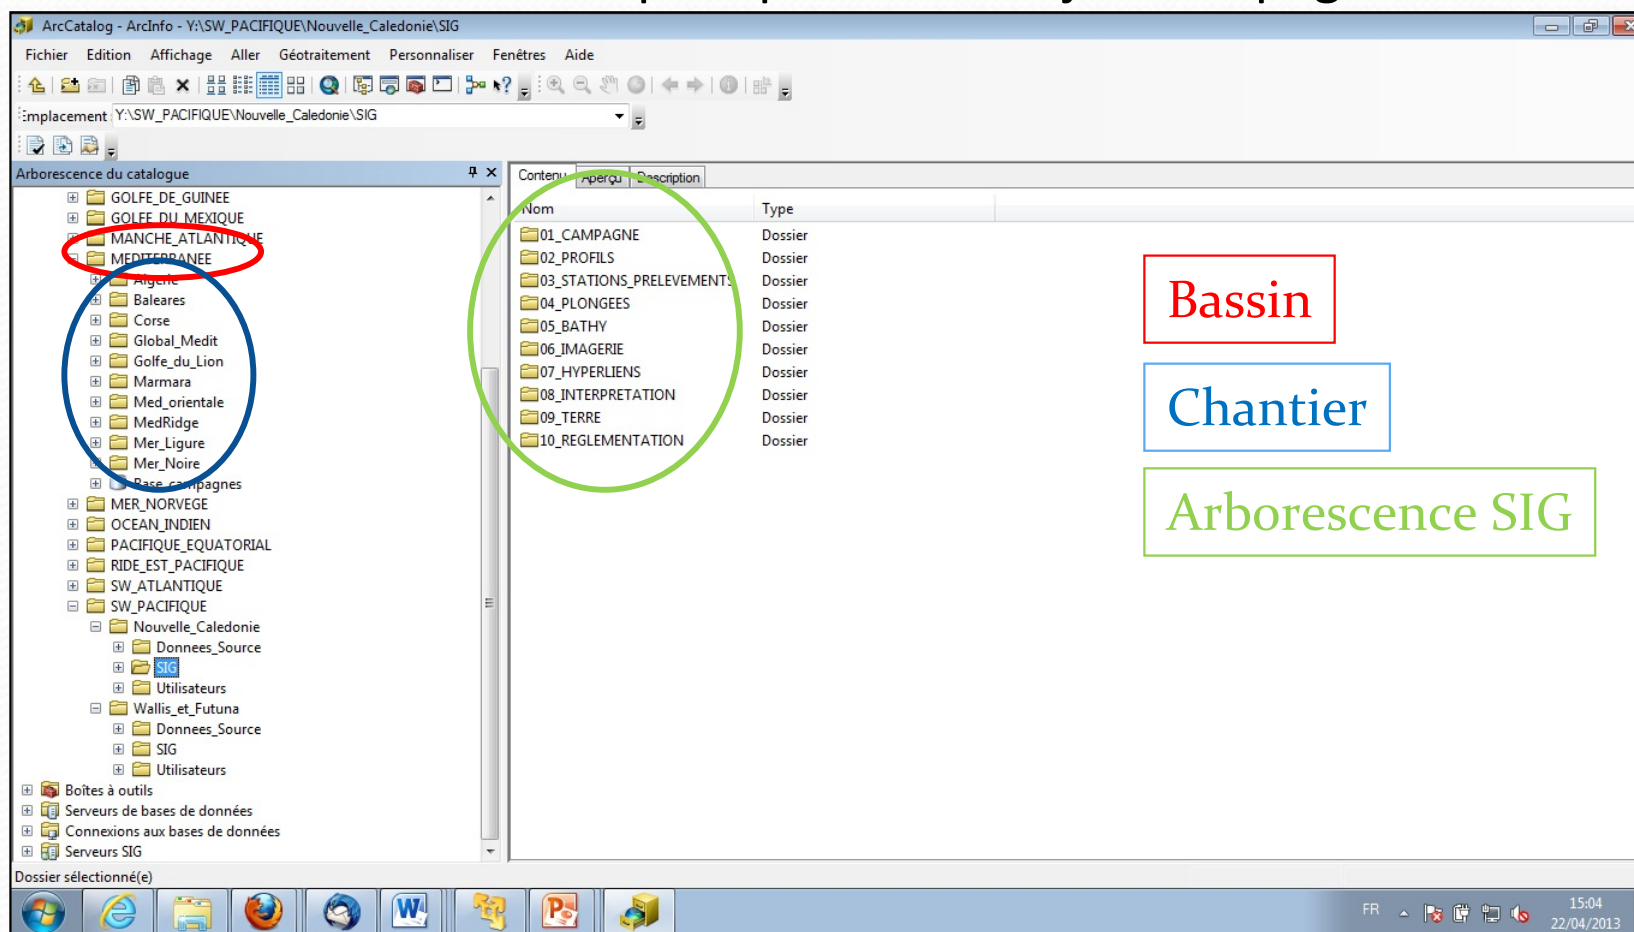 ArcCatalog - ArcInfo - Y:\SW_PACIFIQUE\Nouvelle_Caledonie\SIG
Fichier Edition Affichage Aller Géotraitement Personnaliser Fenêtres Aide
Emplacement : Y:\SW_PACIFIQUE\Nouvelle_Caledonie\SIG
Arborescence du catalogue
GOLFE_DE_GUINEE
GOLFE_DU_MEXIQUE
MANCHE_ATLANTIQUE
MEDITERRANEE
Algerie
Baleares
Corse
Global_Medit
Golfe_du_Lion
Marmara
Med_orientale
MedRidge
Mer_Ligure
Mer_Noire
Base_campagnes
MER_NORVEGE
OCEAN_INDIEN
PACIFIQUE_EQUATORIAL
RIDE_EST_PACIFIQUE
SW_ATLANTIQUE
SW_PACIFIQUE
Nouvelle_Caledonie
Donnees_Source
SIG
Utilisateurs
Wallis_et_Futuna
Donnees_Source
SIG
Utilisateurs
Boîtes à outils
Serveurs de bases de données
Connexions aux bases de données
Serveurs SIG
Contenu Aperçu Description
Nom Type
01_CAMPAGNE Dossier
02_PROFILS Dossier
03_STATIONS_PRELEVEMENTS Dossier
04_PLONGEES Dossier
05_BATHY Dossier
06_IMAGERIE Dossier
07_HYPERLIENS Dossier
08_INTERPRETATION Dossier
09_TERRE Dossier
10_REGLEMENTATION Dossier
Bassin
Chantier
Arborescence SIG
Dossier sélectionné(e)
FR 15:04
22/04/2013